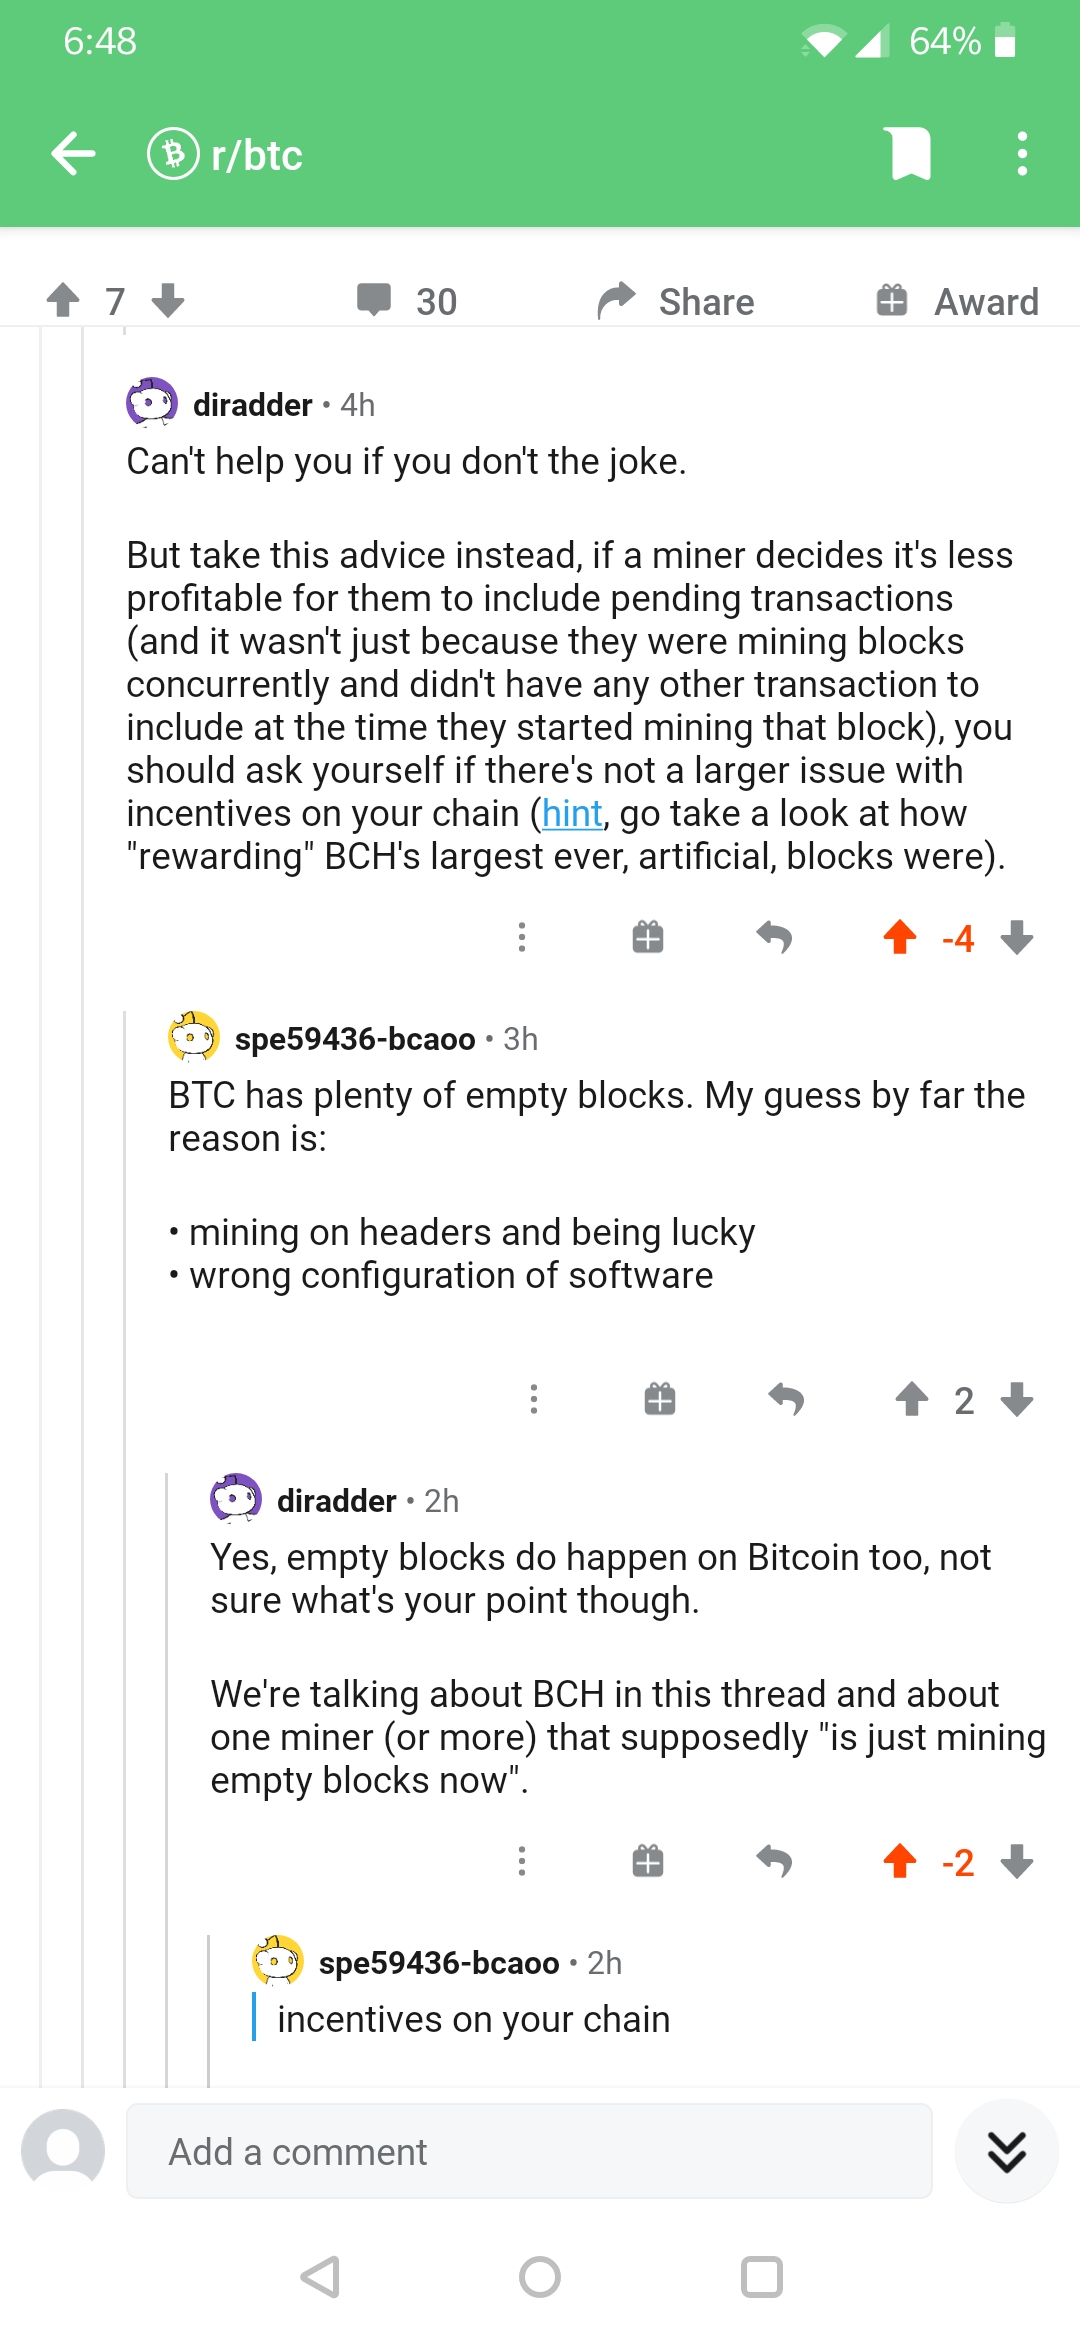 6:48
64%
r/btc
7
30
Share
Award
diradder • 4h
Can't help you if you don't the joke.
But take this advice instead, if a miner decides it's less
profitable for them to include pending transactions
(and it wasn't just because they were mining blocks
concurrently and didn't have any other transaction to
include at the time they started mining that block), you
should ask yourself if there's not a larger issue with
incentives on your chain (hint, go take a look at how
"rewarding" BCH's largest ever, artificial, blocks were).
-4
spe59436-bcaoo • 3h
BTC has plenty of empty blocks. My guess by far the
reason is:
• mining on headers and being lucky
• wrong configuration of software
2
diradder • 2h
Yes, empty blocks do happen on Bitcoin too, not
sure what's your point though.
We're talking about BCH in this thread and about
one miner (or more) that supposedly "is just mining
empty blocks now".
-2
spe59436-bcaoo • 2h
incentives on your chain
Add a comment